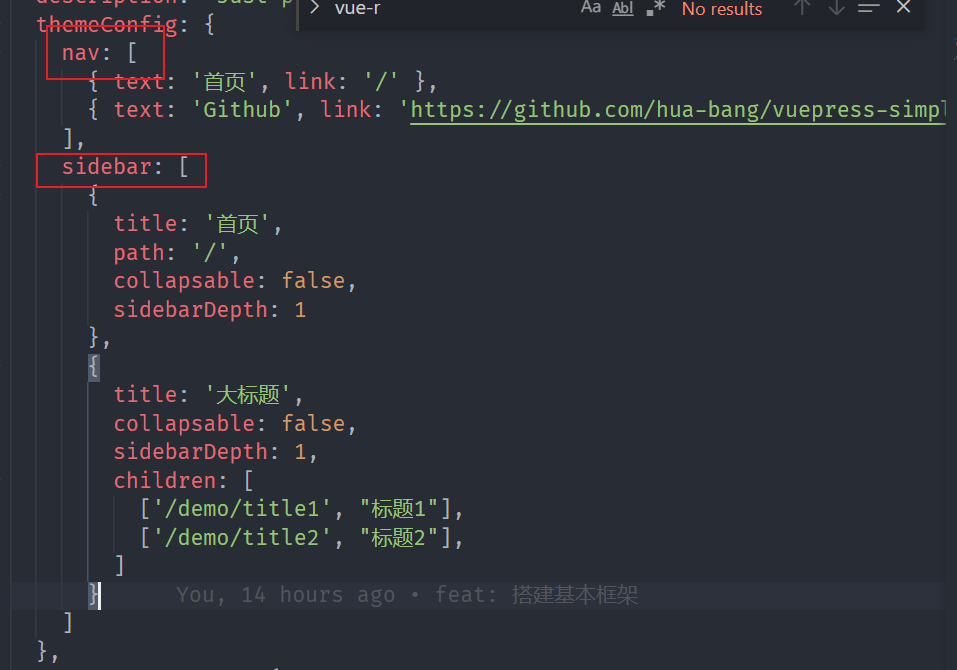 vue-r Aa Abl .* No results
themeConfig: {
nav: [
{ text: '首页', link: '/' },
{ text: 'Github', link: 'https://github.com/hua-bang/vuepress-simpl
],
sidebar: [
{
title: '首页',
path: '/',
collapsable: false,
sidebarDepth: 1
},
{
title: '大标题',
collapsable: false,
sidebarDepth: 1,
children: [
['/demo/title1', "标题1"],
['/demo/title2', "标题2"],
]
} You, 14 hours ago • feat: 搭建基本框架
]
},